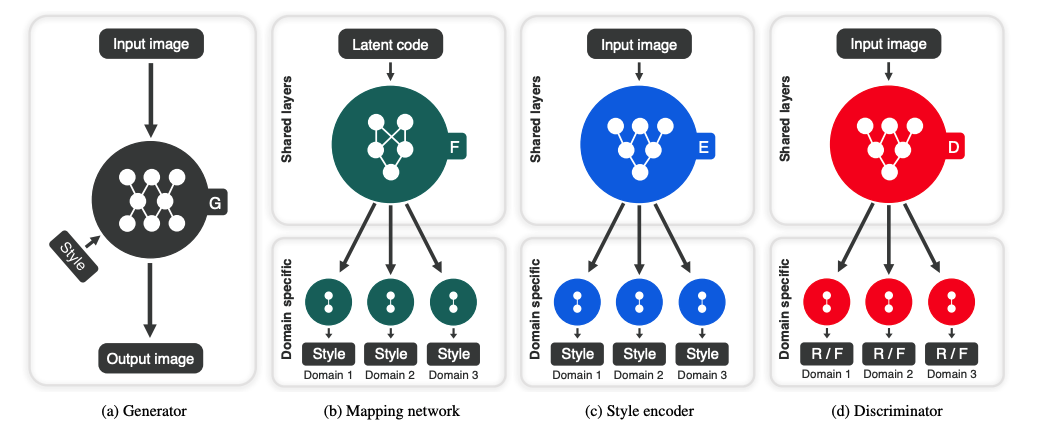 Input image
G
Style
Output image
(a) Generator
Latent code
Shared layers
F
Domain specific
Style Style Style
Domain 1 Domain 2 Domain 3
(b) Mapping network
Input image
Shared layers
E
Domain specific
Style Style Style
Domain 1 Domain 2 Domain 3
(c) Style encoder
Input image
Shared layers
D
Domain specific
R / F R / F R / F
Domain 1 Domain 2 Domain 3
(d) Discriminator